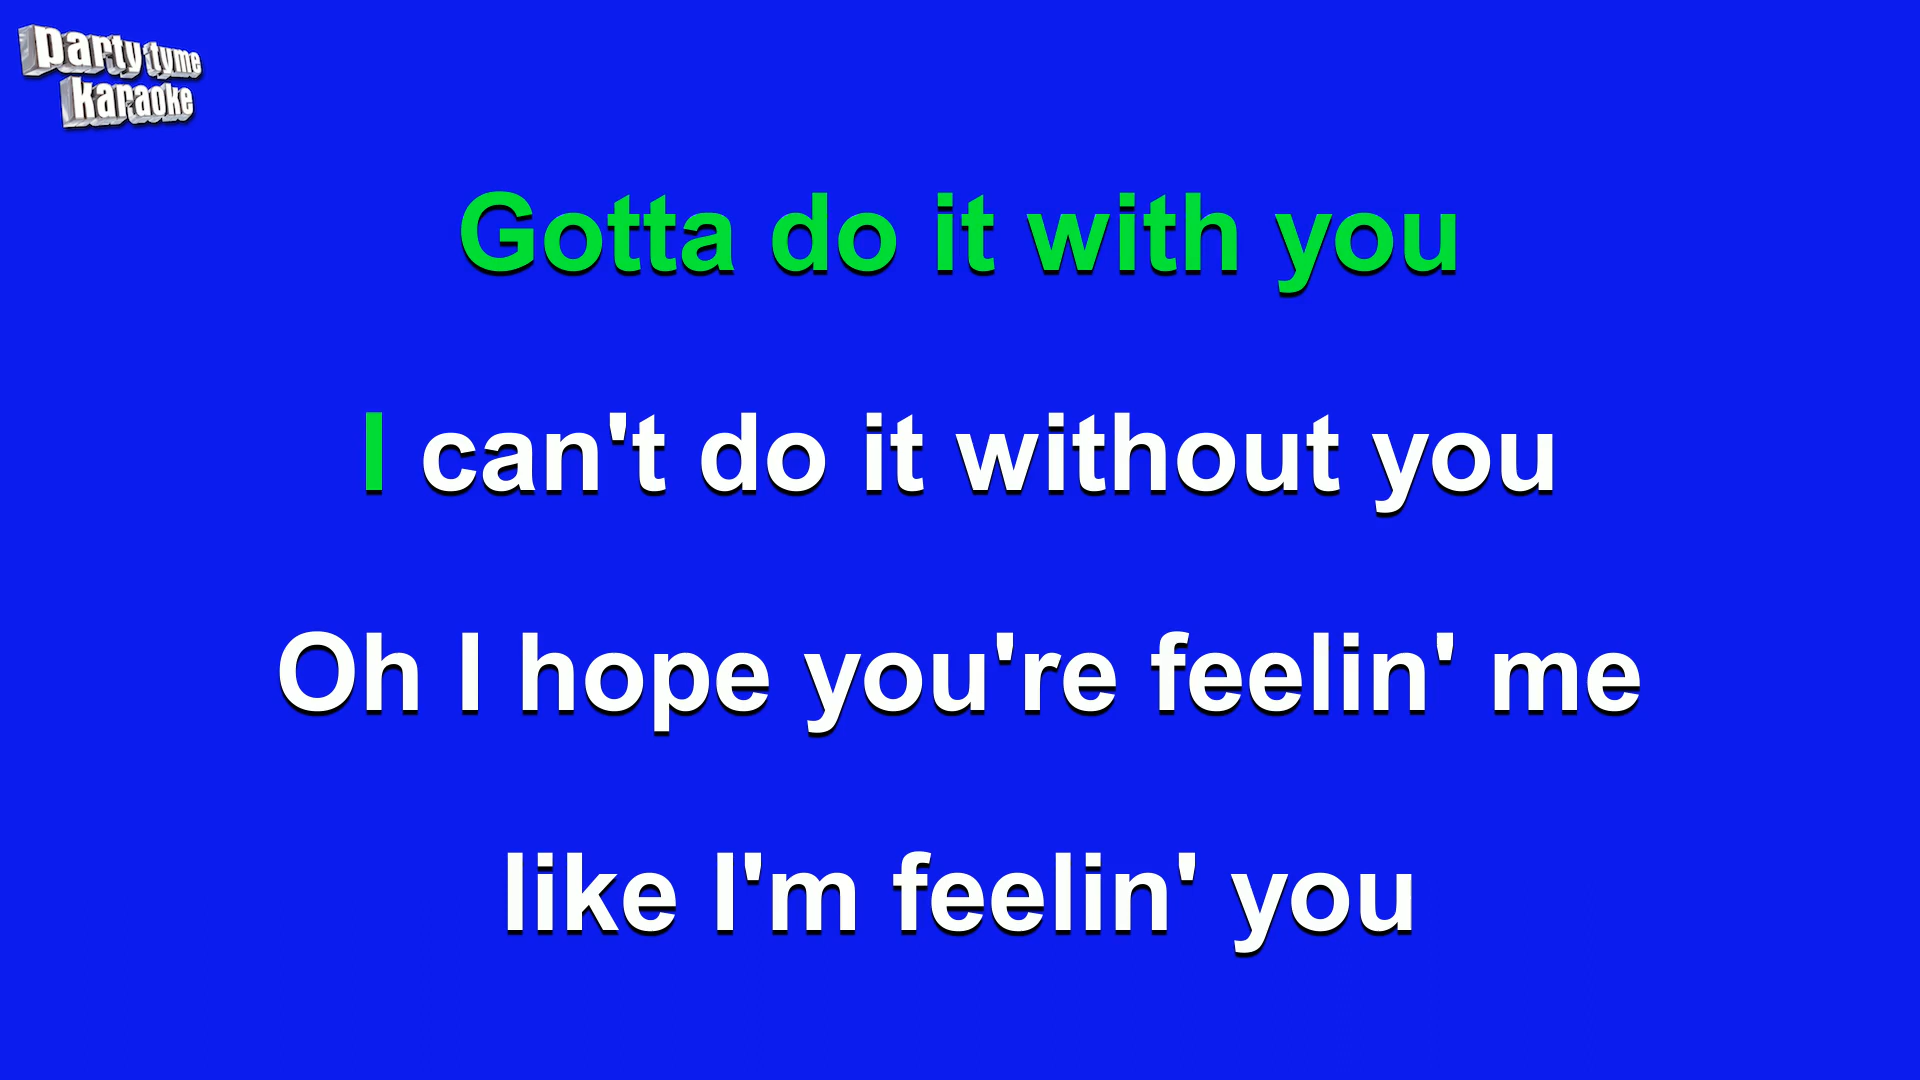 party tyme
karaoke
Gotta do it with you
I can't do it without you
Oh I hope you're feelin' me
like I'm feelin' you